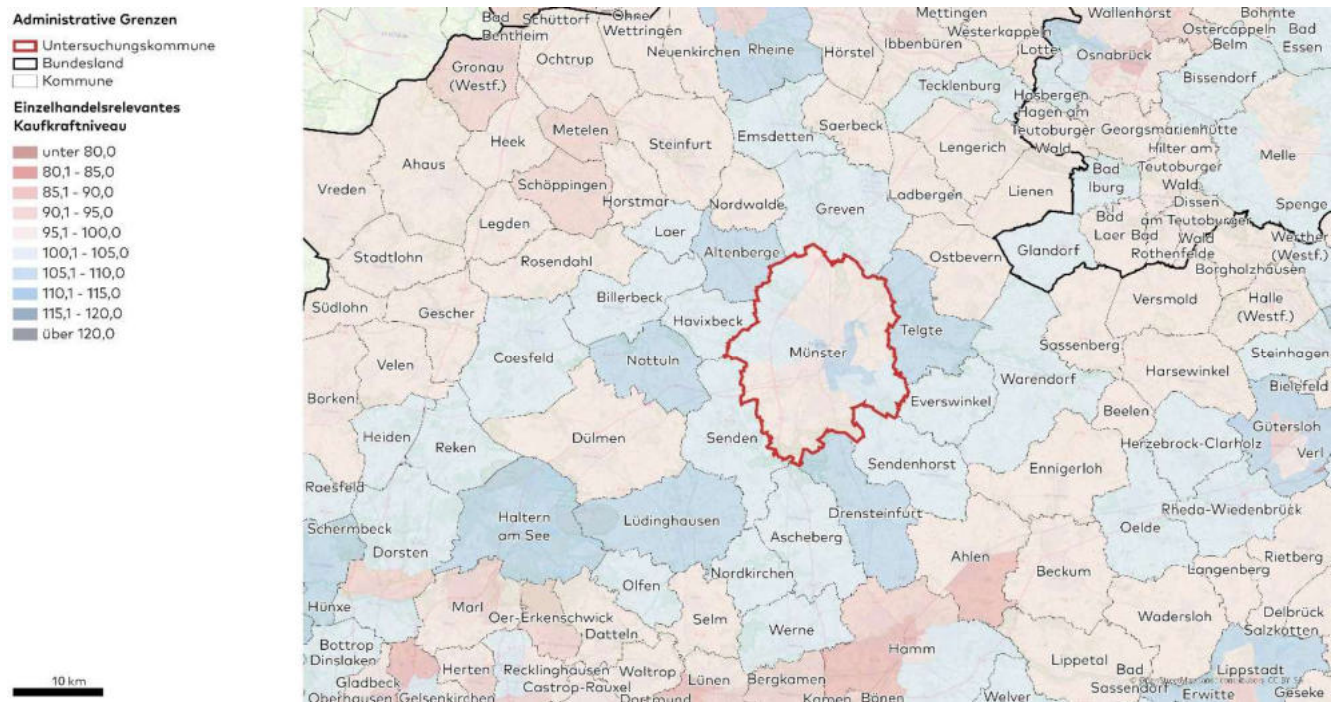 Administrative Grenzen
Untersuchungskommune
Bundesland
Kommune
Einzelhandelsrelevantes
Kaufkraftniveau
unter 80,0
80,1 - 85,0
85,1 - 90,0
90,1 - 95,0
95,1 - 100,0
100,1 - 105,0
105,1 - 110,0
110,1 - 115,0
115,1 - 120,0
über 120,0
10 km
Bad
Bentheim
Schüttorf
Ohne
Wettringen
Neuenkirchen
Rheine
Hörstel
Mettingen
Ibbenbüren
Westerkappeln
Lotte
Wallenhorst
Osnabrück
Ostercappeln
Belm
Bohmte
Bad
Essen
Gronau
(Westf.)
Ochtrup
Bissendorf
Tecklenburg
Hasbergen
Hagen am
Teutoburger
Wald
Georgsmarienhütte
Hilter am
Teutoburger
Wald
Melle
Metelen
Heek
Steinfurt
Emsdetten
Saerbeck
Lengerich
Ahaus
Vreden
Schöppingen
Horstmar
Nordwalde
Ladbergen
Lienen
Bad
Iburg
Dissen
am Teutoburger
Wald
Spenge
Legden
Laer
Greven
Bad
Laer
Bad
Rothenfelde
Werther
(Westf.)
Stadtlohn
Rosendahl
Altenberge
Ostbevern
Glandorf
Borgholzhausen
Südlohn
Gescher
Billerbeck
Havixbeck
Telgte
Versmold
Halle
(Westf.)
Velen
Coesfeld
Nottuln
Münster
Sassenberg
Steinhagen
Borken
Warendorf
Harsewinkel
Bielefeld
Everswinkel
Beelen
Heiden
Reken
Dülmen
Senden
Herzebrock-Clarholz
Gütersloh
Verl
Sendenhorst
Ennigerloh
Raesfeld
Schermbeck
Haltern
am See
Lüdinghausen
Drensteinfurt
Rheda-Wiedenbrück
Oelde
Dorsten
Ascheberg
Ahlen
Beckum
Rietberg
Langenberg
Olfen
Nordkirchen
Hünxe
Marl
Oer-Erkenschwick
Datteln
Selm
Werne
Wadersloh
Delbrück
Salzkotten
Bottrop
Dinslaken
Hamm
Lippetal
Gladbeck
Herten
Recklinghausen
Waltrop
Lünen
Bergkamen
Bad
Sassendorf
Lippstadt
Oberhausen
Gelsenkirchen
Castrop-Rauxel
Dortmund
Kamen
Bönen
Welver
Erwitte
Geseke